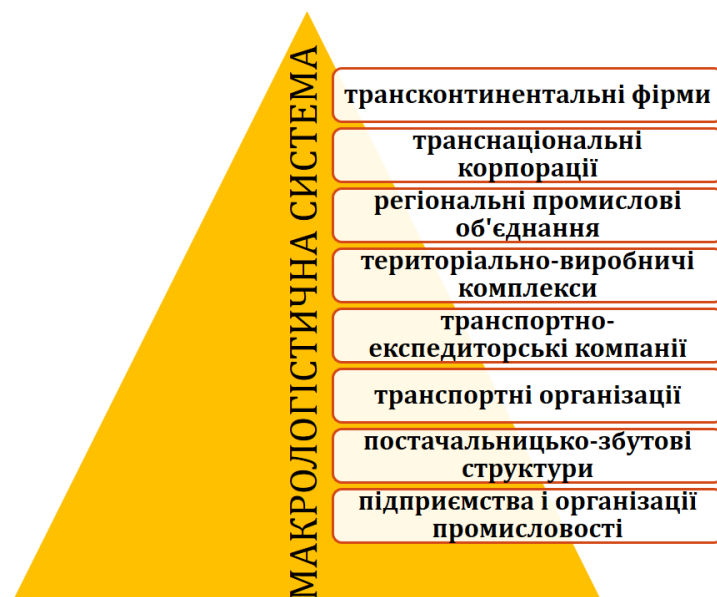 МАКРОЛОГІСТИЧНА СИСТЕМА
трансконтинентальні фірми
транснаціональні
корпорації
регіональні промислові
об'єднання
територіально-виробничі
комплекси
транспортно-
експедиторські компанії
транспортні організації
постачальницько-збутові
структури
підприємства і організації
промисловості